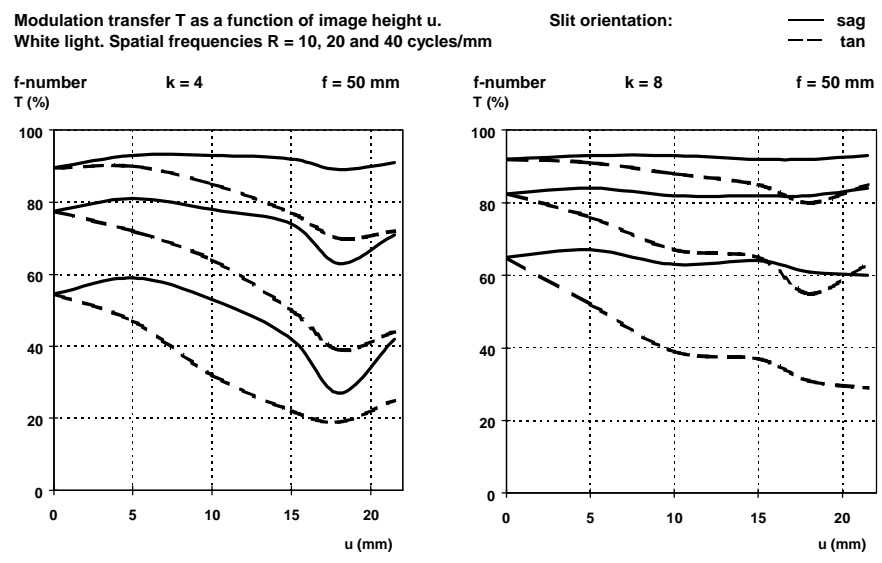 Modulation transfer T as a function of image height u.
White light. Spatial frequencies R = 10, 20 and 40 cycles/mm
Slit orientation:
sag
tan
f-number k = 4 f = 50 mm
T (%)
100
80
60
40
20
0
0 5 10 15 20
u (mm)
f-number k = 8 f = 50 mm
T (%)
100
80
60
40
20
0
0 5 10 15 20
u (mm)